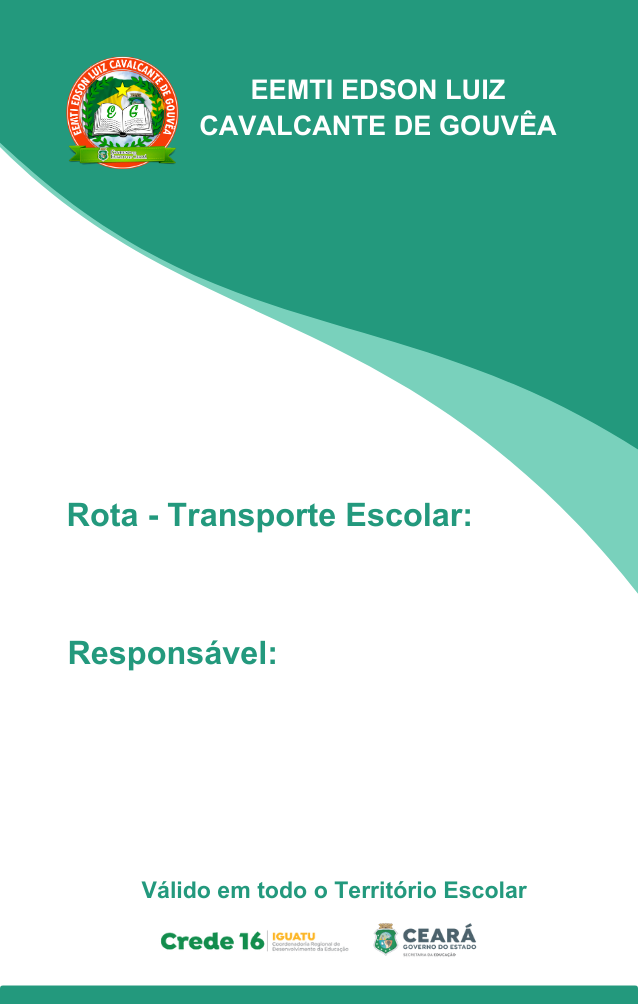 EEMTI EDSON LUIZ CAVALCANTE DE GOUVÊA
E G
EEMTI EDSON LUIZ
CAVALCANTE DE GOUVÊA
Rota - Transporte Escolar:
Responsável:
Válido em todo o Território Escolar
Crede 16
IGUATU
Coordenadoria Regional de
Desenvolvimento da Educação
CEARÁ
GOVERNO DO ESTADO
SECRETARIA DA EDUCAÇÃO